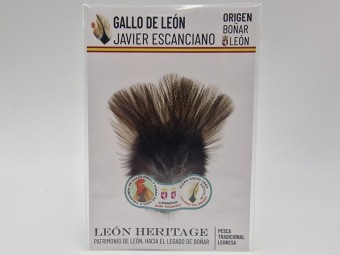 GALLO DE LEÓN
JAVIER ESCANCIANO
ORIGEN
BOÑAR
LEÓN
LEÓN HERITAGE
PATRIMONIO DE LEÓN, HACIA EL LEGADO DE BOÑAR
PESCA
TRADICIONAL
LEONESA